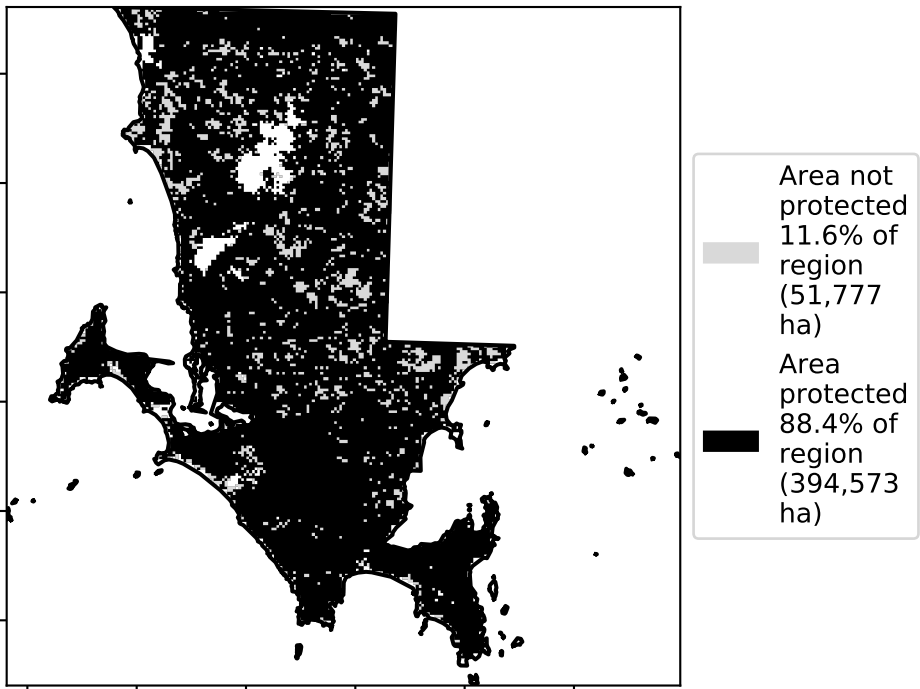 Area not
protected
11.6% of
region
(51,777
ha)
Area
protected
88.4% of
region
(394,573
ha)